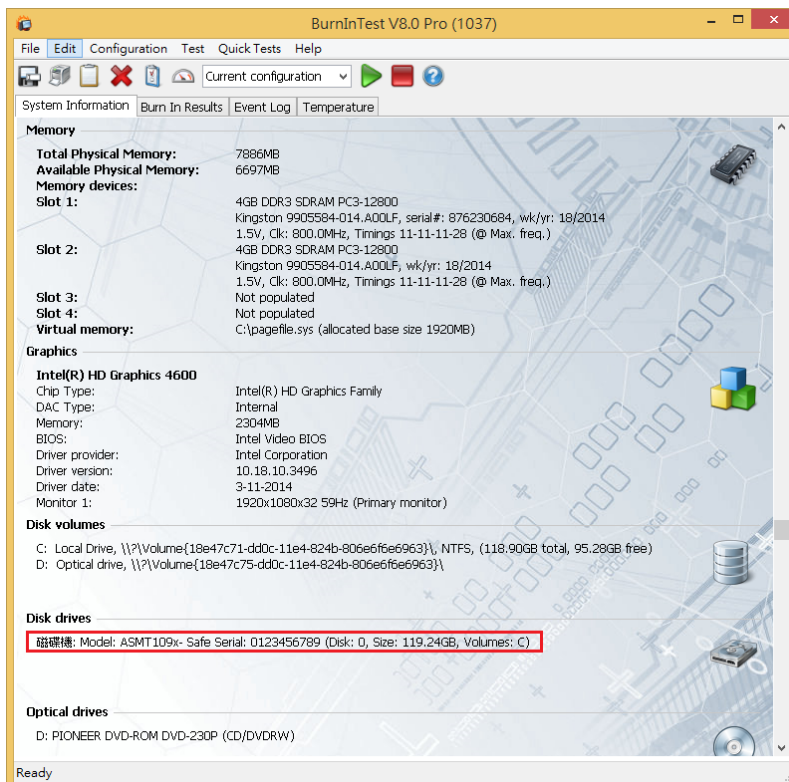 BurnInTest V8.0 Pro (1037)
File Edit Configuration Test Quick Tests Help
Current configuration
System Information Burn In Results Event Log Temperature
Memory
Total Physical Memory: 7886MB
Available Physical Memory: 6697MB
Memory devices:
Slot 1: 4GB DDR3 SDRAM PC3-12800
Kingston 9905584-014.A00LF, serial#: 876230684, wk/yr: 18/2014
1.5V, Clk: 800.0MHz, Timings 11-11-11-28 (@ Max. freq.)
Slot 2: 4GB DDR3 SDRAM PC3-12800
Kingston 9905584-014.A00LF, wk/yr: 18/2014
1.5V, Clk: 800.0MHz, Timings 11-11-11-28 (@ Max. freq.)
Slot 3: Not populated
Slot 4: Not populated
Virtual memory: C:\pagefile.sys (allocated base size 1920MB)
Graphics
Intel(R) HD Graphics 4600
Chip Type: Intel(R) HD Graphics Family
DAC Type: Internal
Memory: 2304MB
BIOS: Intel Video BIOS
Driver provider: Intel Corporation
Driver version: 10.18.10.3496
Driver date: 3-11-2014
Monitor 1: 1920x1080x32 59Hz (Primary monitor)
Disk volumes
C: Local Drive, \\?\Volume{18e47c71-dd0c-11e4-824b-806e6f6e6963}\, NTFS, (118.90GB total, 95.28GB free)
D: Optical drive, \\?\Volume{18e47c75-dd0c-11e4-824b-806e6f6e6963}\
Disk drives
磁碟機: Model: ASMT109x- Safe Serial: 0123456789 (Disk: 0, Size: 119.24GB, Volumes: C)
Optical drives
D: PIONEER DVD-ROM DVD-230P (CD/DVDRW)
Ready